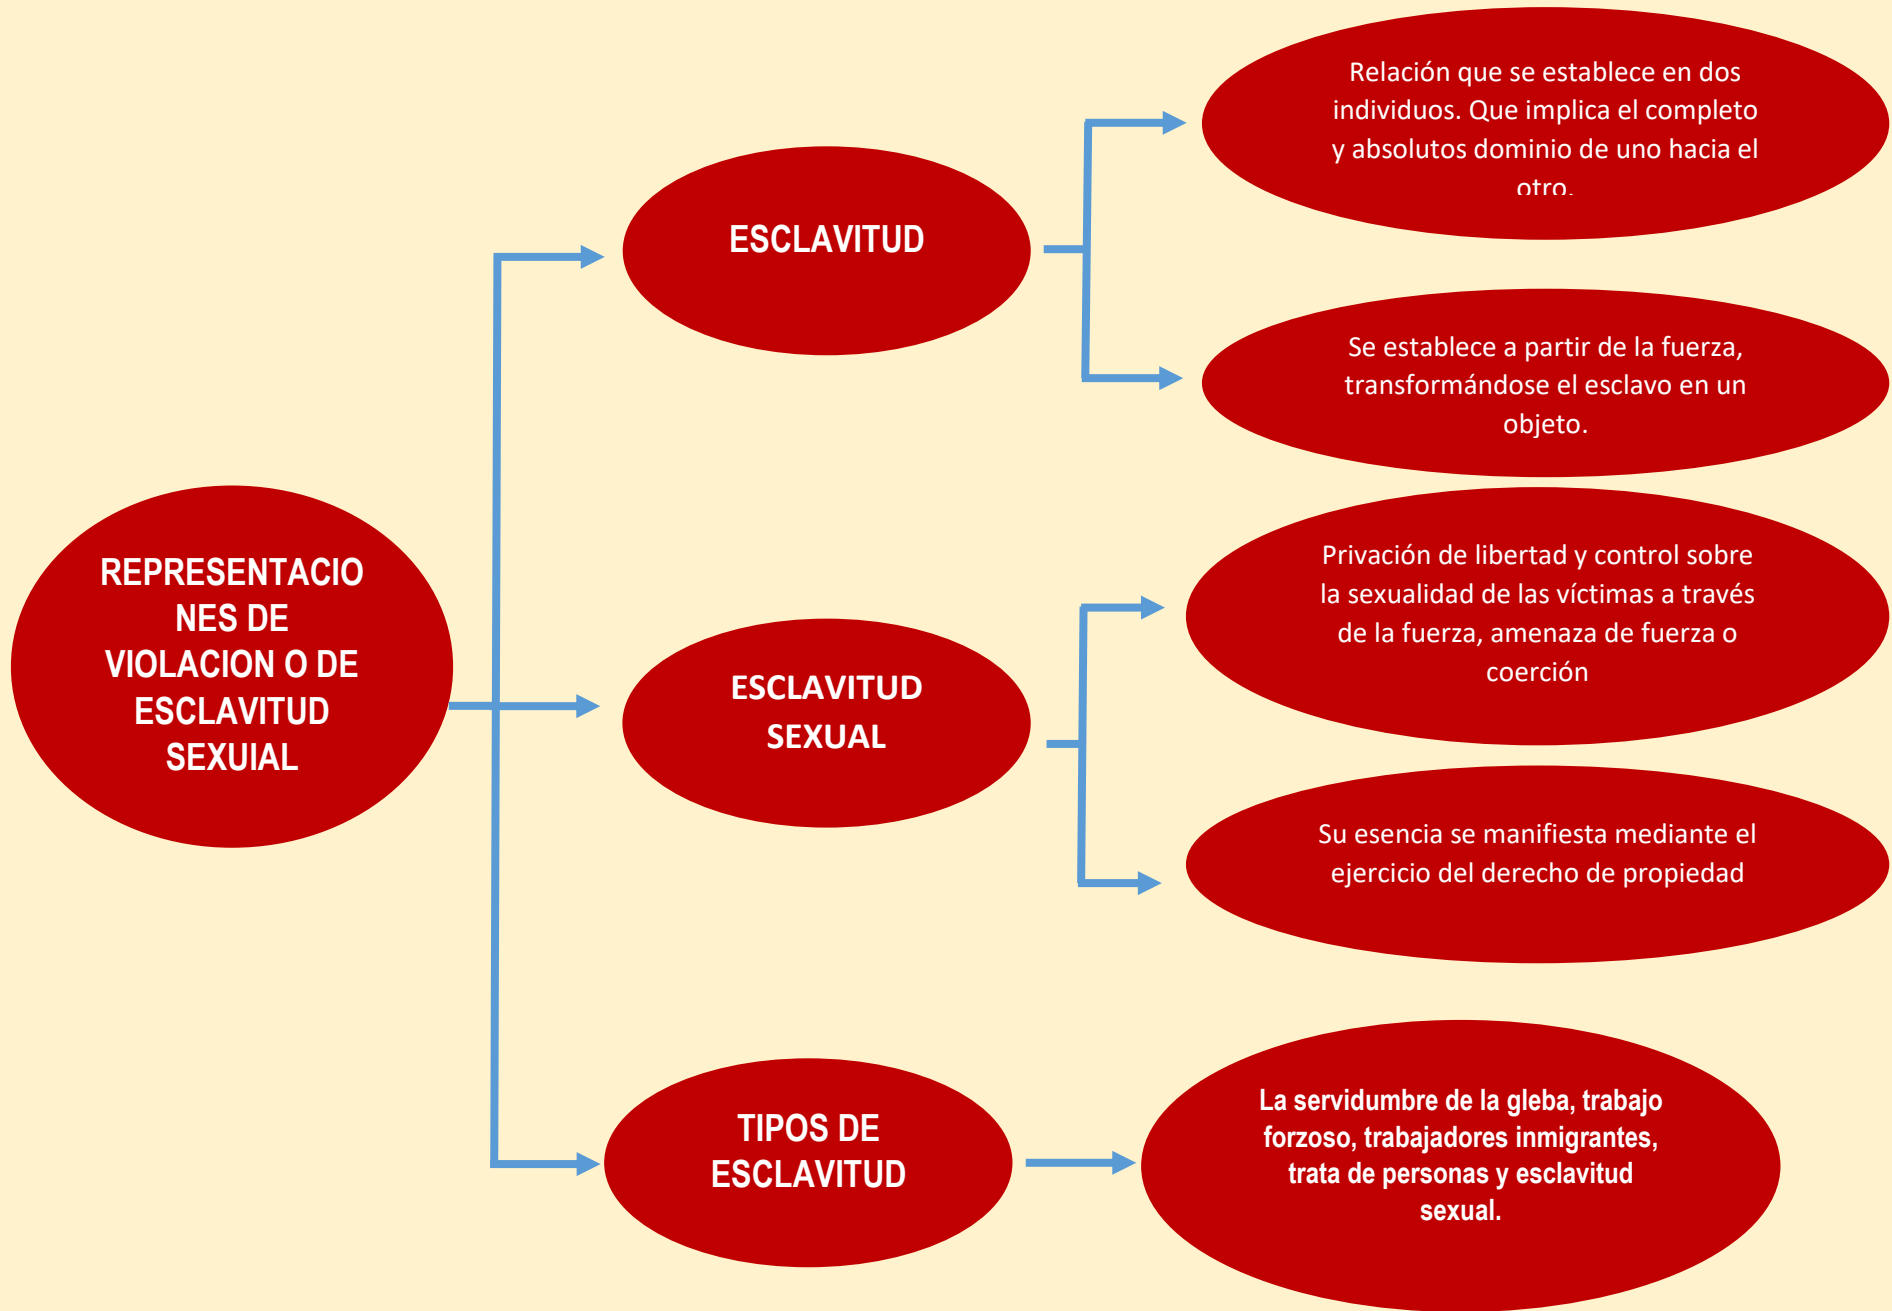 REPRESENTACIO
NES DE
VIOLACION O DE
ESCLAVITUD
SEXUIAL
ESCLAVITUD
Relación que se establece en dos
individuos. Que implica el completo
y absolutos dominio de uno hacia el
otro.
Se establece a partir de la fuerza,
transformándose el esclavo en un
objeto.
ESCLAVITUD
SEXUAL
Privación de libertad y control sobre
la sexualidad de las víctimas a través
de la fuerza, amenaza de fuerza o
coerción
Su esencia se manifiesta mediante el
ejercicio del derecho de propiedad
TIPOS DE
ESCLAVITUD
La servidumbre de la gleba, trabajo
forzoso, trabajadores inmigrantes,
trata de personas y esclavitud
sexual.